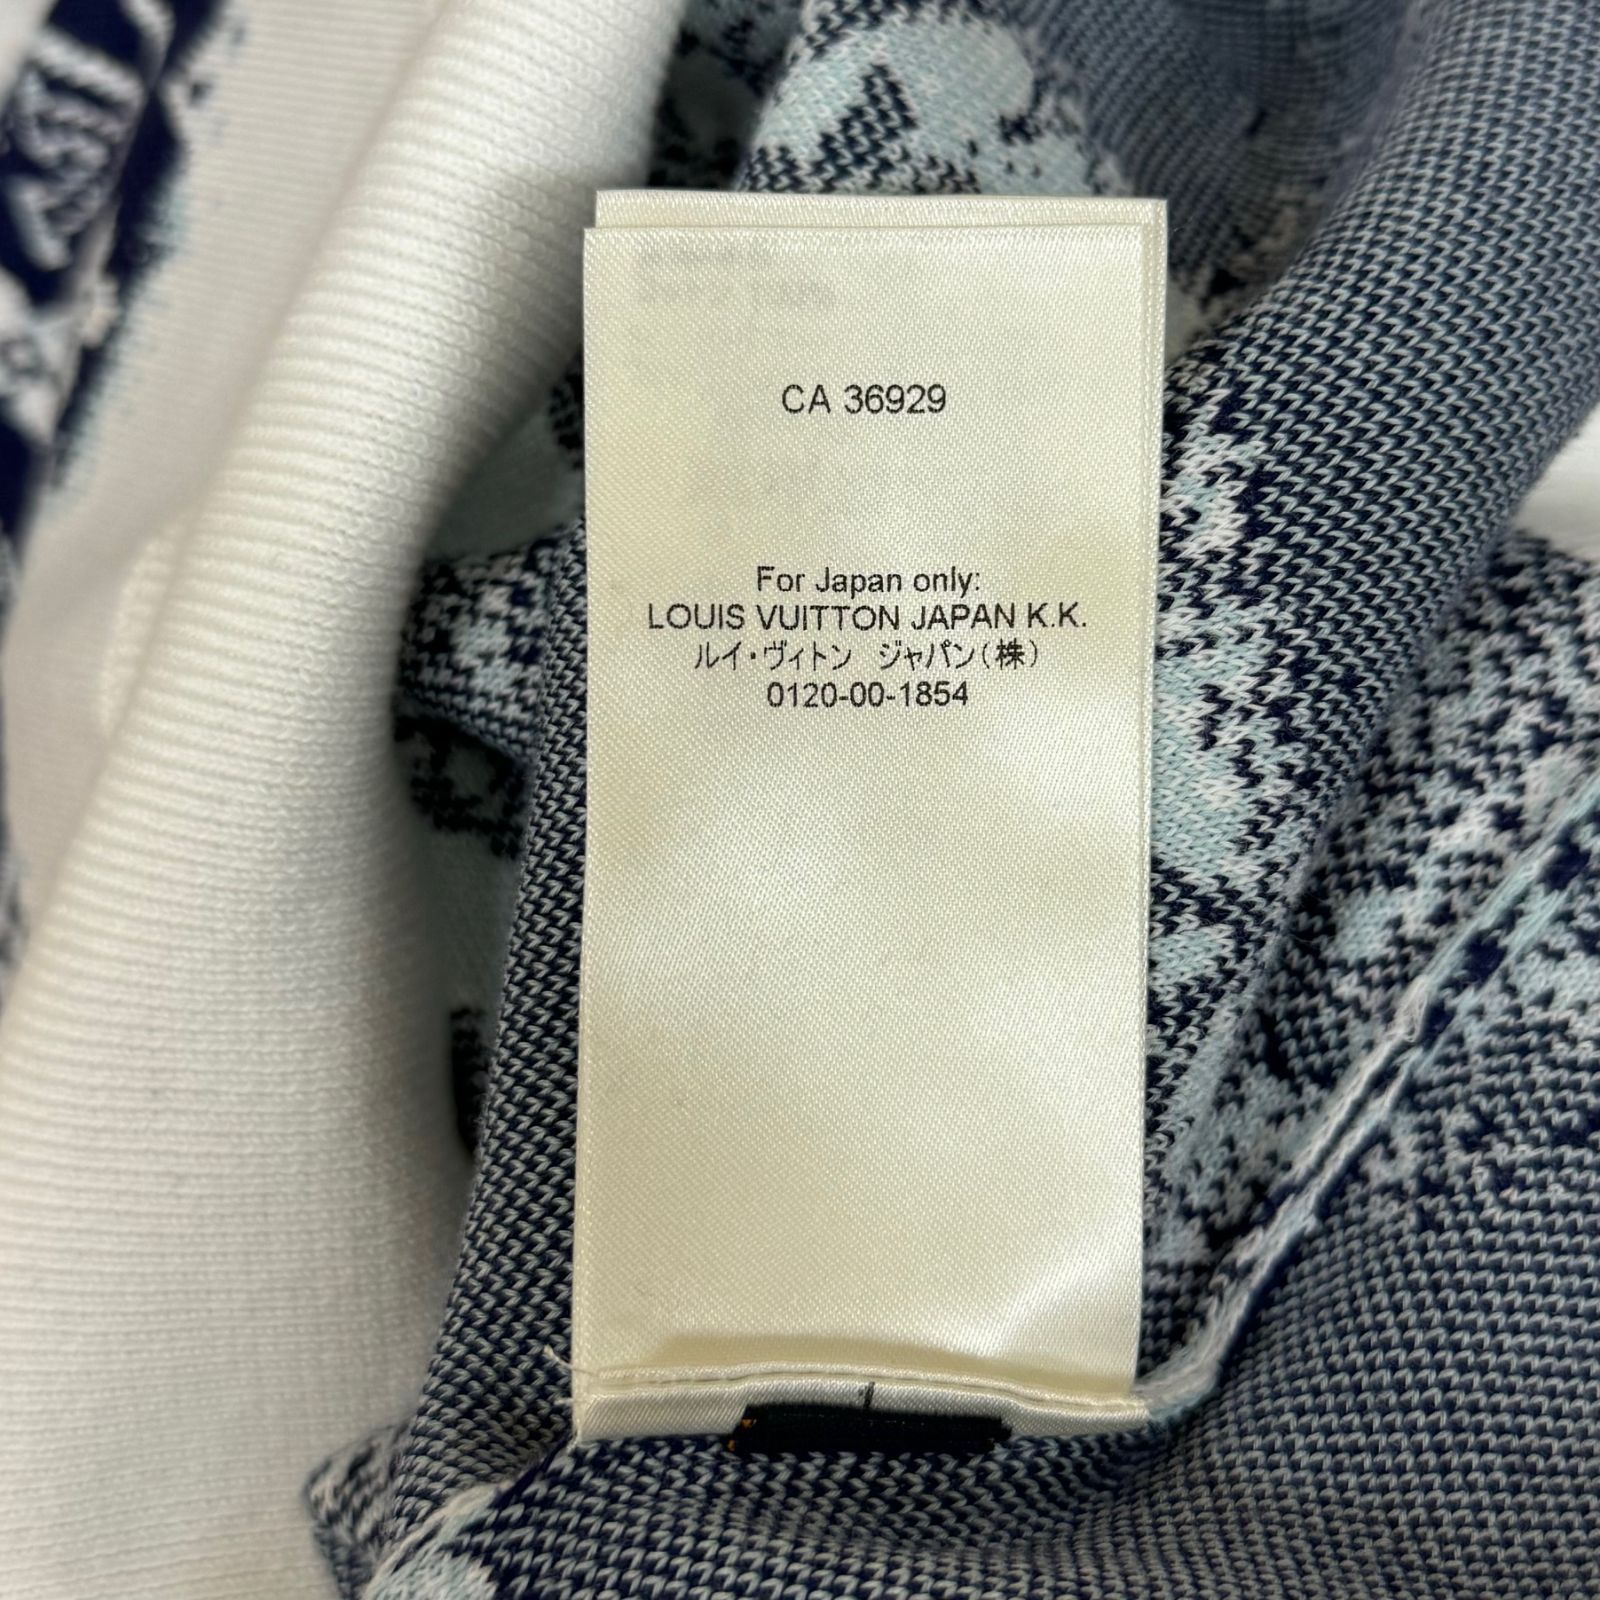 CA 36929
For Japan only:
LOUIS VUITTON JAPAN K.K.
ルイ・ヴィトン ジャパン(株)
0120-00-1854